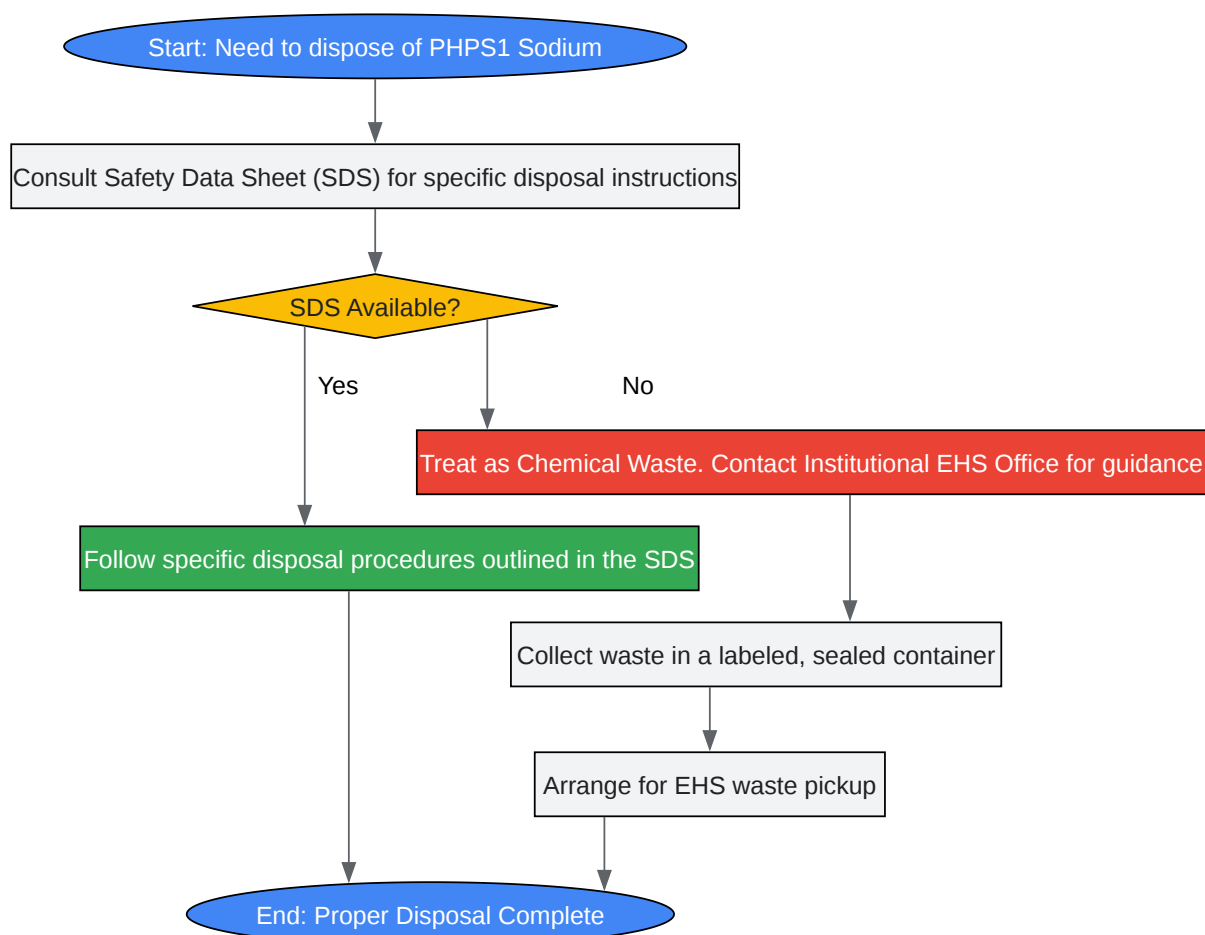 Start: Need to dispose of PHPS1 Sodium
Consult Safety Data Sheet (SDS) for specific disposal instructions
SDS Available?
Yes
No
Treat as Chemical Waste. Contact Institutional EHS Office for guidance
Follow specific disposal procedures outlined in the SDS
Collect waste in a labeled, sealed container
Arrange for EHS waste pickup
End: Proper Disposal Complete